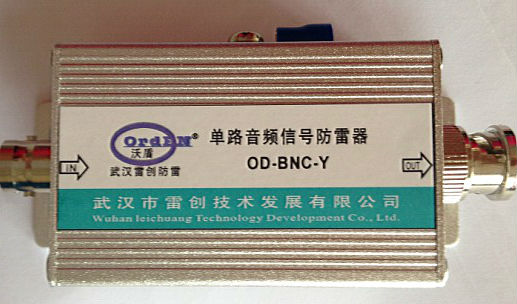 OrdEN®
沃盾
武汉雷创防雷
单路音频信号防雷器
OD-BNC-Y
IN
OUT
武汉市雷创技术发展有限公司
Wuhan leichuang Technology Development Co., Ltd.